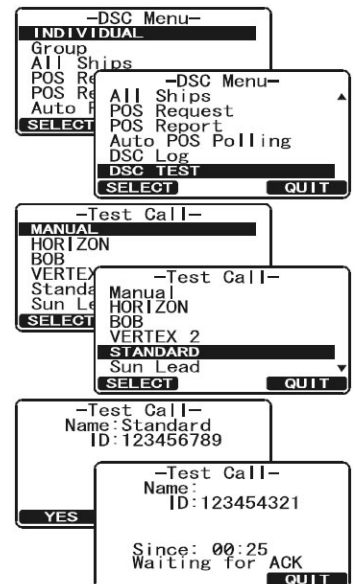 -DSC Menu-
INDIVIDUAL
Group
All Ships
POS
POS
Auto
SELECT
-DSC Menu-
All Ships
POS Request
POS Report
Auto POS Polling
DSC Log
DSC TEST
SELECT QUIT
-Test Call-
MANUAL
HORIZON
BOB
VERTEX
Standa
Sun Le
SELECT
-Test Call-
Manual
HORIZON
BOB
VERTEX 2
STANDARD
Sun Lead
SELECT QUIT
-Test Call-
Name:Standard
ID:123456789
YES
-Test Call-
Name:
ID:123454321
Since: 00:25
Waiting for ACK
QUIT